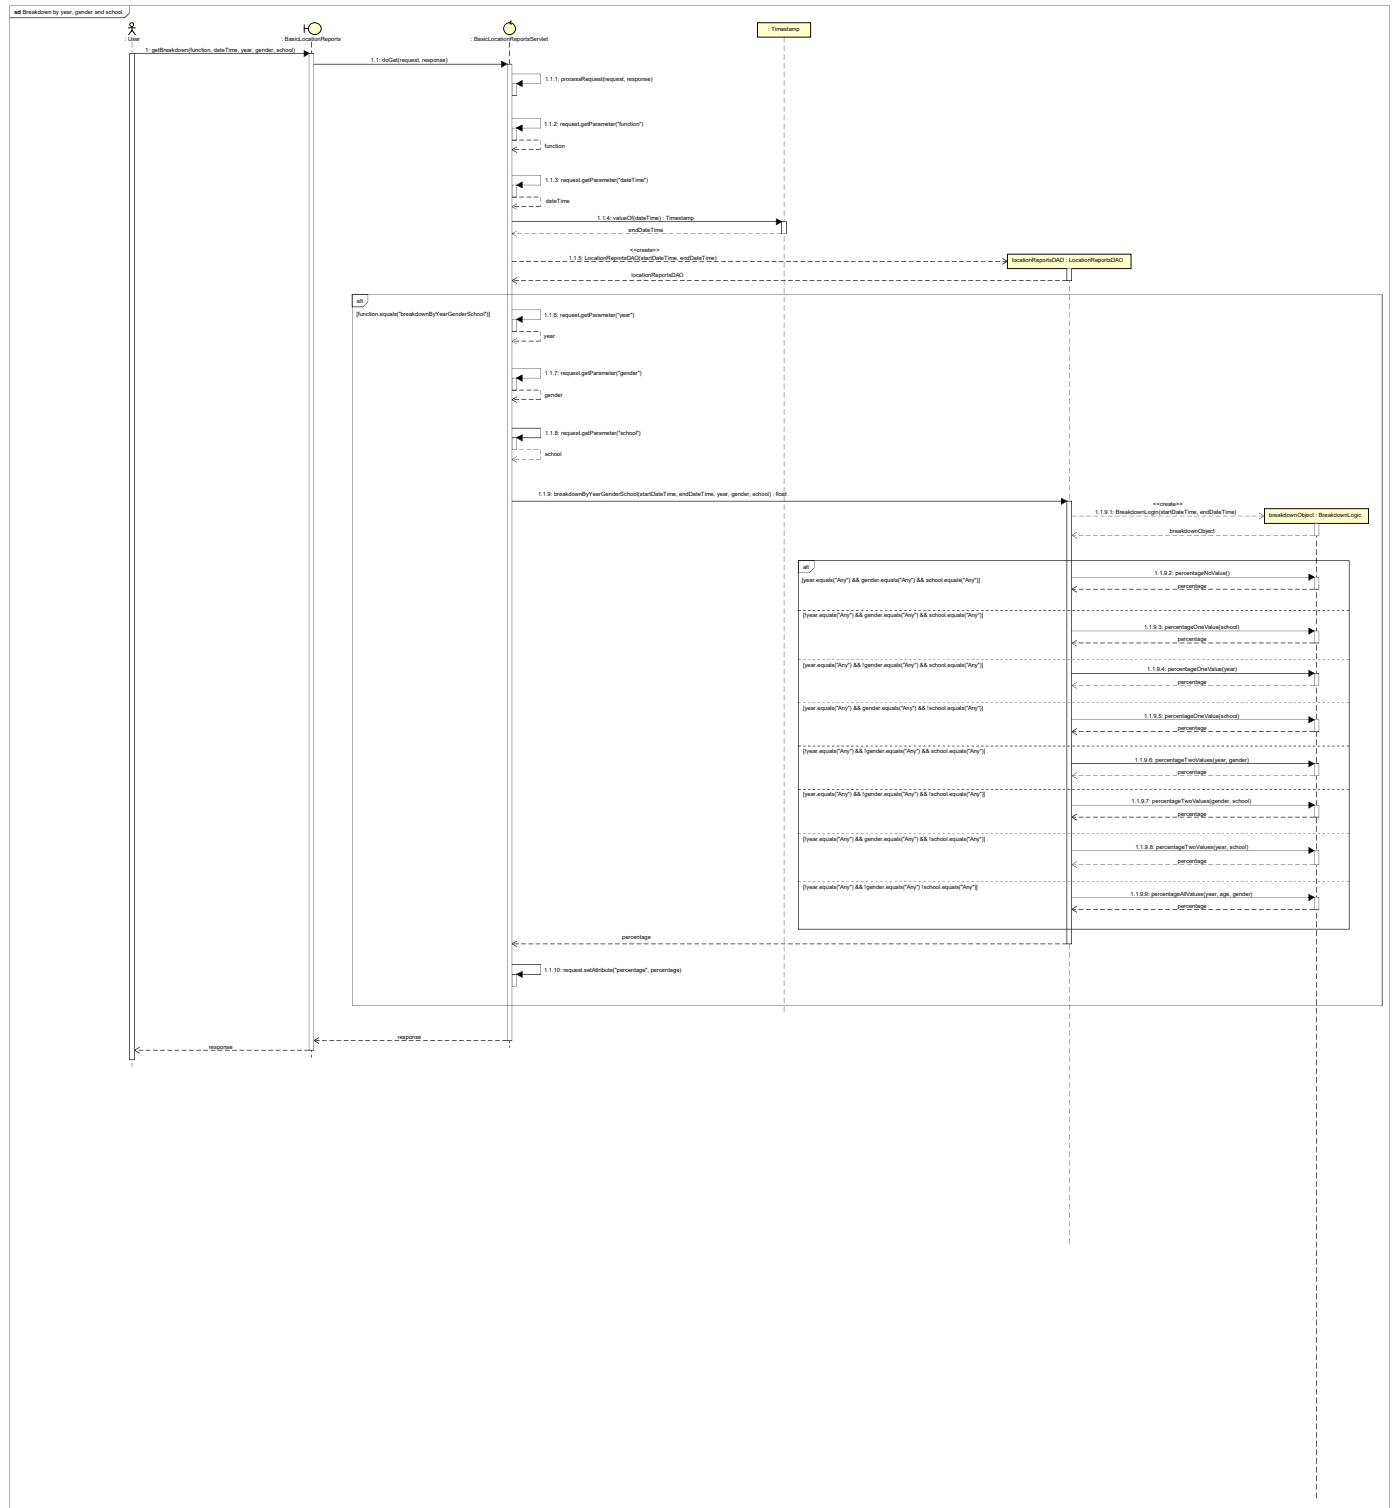 sd Breakdown by year, gender and school
: User
: BasicLocationReports
: BasicLocationReportsServlet
: Timestamp
1: getBreakdown(function, dateTime, year, gender, school)
1.1: doGet(request, response)
1.1.1: processRequest(request, response)
1.1.2: request.getParameter("function")
function
1.1.3: request.getParameter("dateTime")
dateTime
1.1.4: valueOf(dateTime) : Timestamp
endDateTime
<<create>>
1.1.5: LocationReportsDAO(startDateTime, endDateTime)
locationReportsDAO : LocationReportsDAO
locationReportsDAO
alt
[function.equals("breakdownByYearGenderSchool")]
1.1.6: request.getParameter("year")
year
1.1.7: request.getParameter("gender")
gender
1.1.8: request.getParameter("school")
school
1.1.9: breakdownByYearGenderSchool(startDateTime, endDateTime, year, gender, school) : float
<<create>>
1.1.9.1: BreakdownLogin(startDateTime, endDateTime)
breakdownObject : BreakdownLogic
breakdownObject
alt
[year.equals("Any") && gender.equals("Any") && school.equals("Any")]
1.1.9.2: percentageNoValue()
percentage
[!year.equals("Any") && gender.equals("Any") && school.equals("Any")]
1.1.9.3: percentageOneValue(school)
percentage
[year.equals("Any") && !gender.equals("Any") && school.equals("Any")]
1.1.9.4: percentageOneValue(year)
percentage
[year.equals("Any") && gender.equals("Any") && !school.equals("Any")]
1.1.9.5: percentageOneValue(school)
percentage
[!year.equals("Any") && !gender.equals("Any") && school.equals("Any")]
1.1.9.6: percentageTwoValues(year, gender)
percentage
[year.equals("Any") && !gender.equals("Any") && !school.equals("Any")]
1.1.9.7: percentageTwoValues(gender, school)
percentage
[!year.equals("Any") && gender.equals("Any") && !school.equals("Any")]
1.1.9.8: percentageTwoValues(year, school)
percentage
[!year.equals("Any") && !gender.equals("Any") !school.equals("Any")]
1.1.9.9: percentageAllValues(year, age, gender)
percentage
percentage
1.1.10: request.setAttribute("percentage", percentage)
response
response